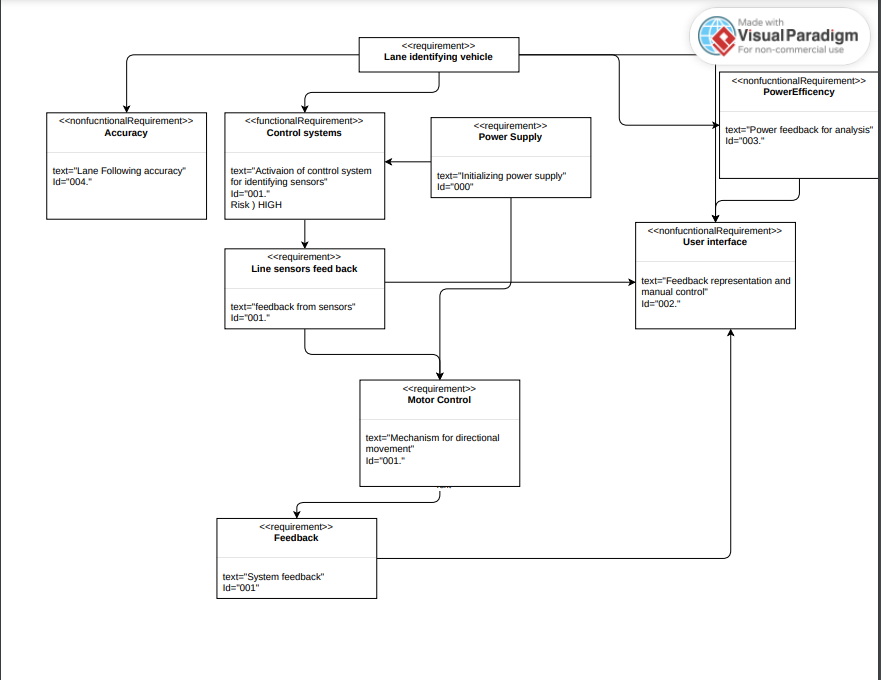 Made with
VisualParadigm
For non-commercial use
<<requirement>>
Lane identifying vehicle
<<nonfucntionalRequirement>>
PowerEfficency
text="Power feedback for analysis"
Id="003."
<<nonfucntionalRequirement>>
Accuracy
text="Lane Following accuracy"
Id="004."
<<functionalRequirement>>
Control systems
text="Activaion of conttrol system
for identifying sensors"
Id="001."
Risk ) HIGH
<<requirement>>
Power Supply
text="Initializing power supply"
Id="000"
<<nonfucntionalRequirement>>
User interface
text="Feedback representation and
manual control"
Id="002."
<<requirement>>
Line sensors feed back
text="feedback from sensors"
Id="001."
<<requirement>>
Motor Control
text="Mechanism for directional
movement"
Id="001."
<<requirement>>
Feedback
text="System feedback"
Id="001"